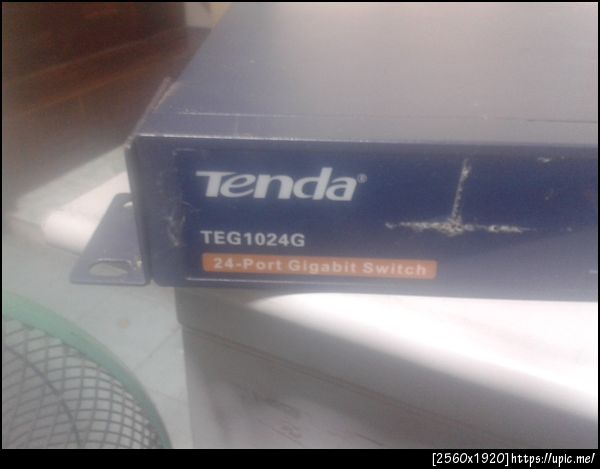 Tenda®
TEG1024G
24-Port Gigabit Switch
[2560x1920]https://upic.me/